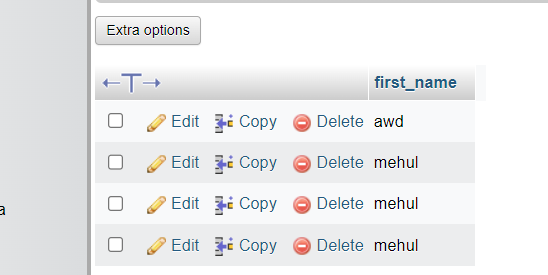 Extra options
←T→ first_name
Edit Copy Delete awd
Edit Copy Delete mehul
Edit Copy Delete mehul
a
Edit Copy Delete mehul